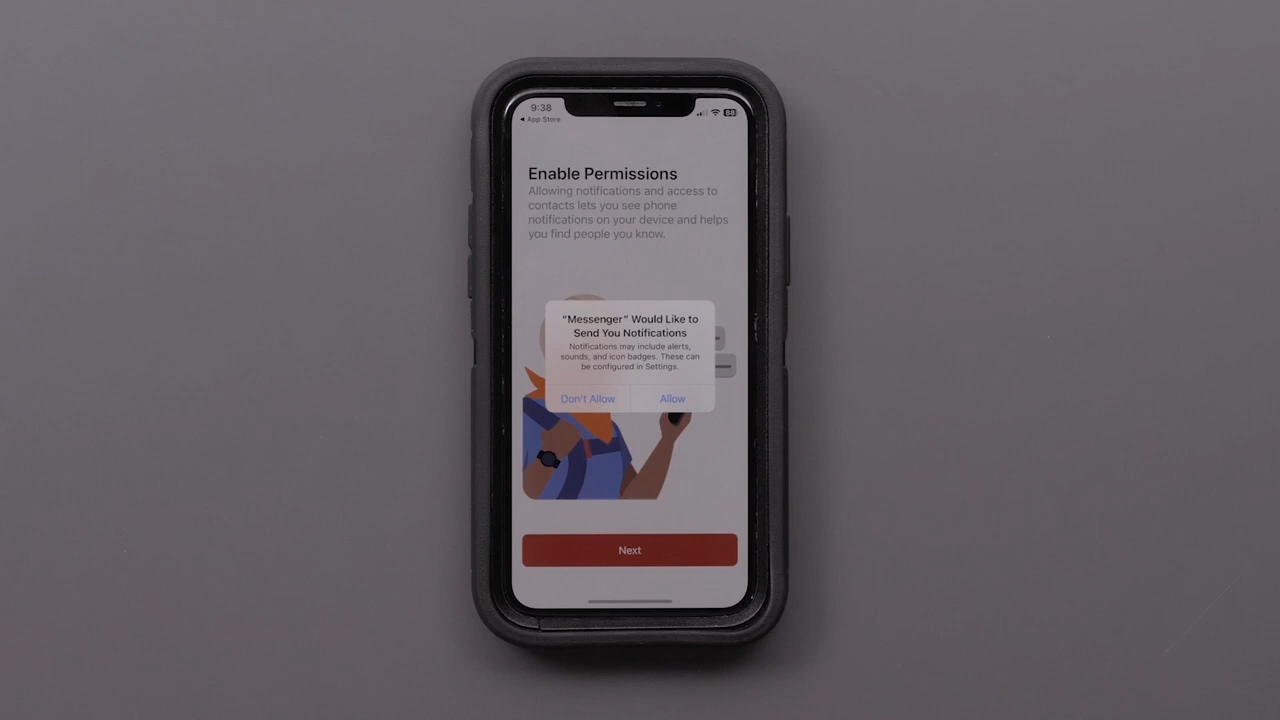 9:38
◀ App Store
Enable Permissions
Allowing notifications and access to
contacts lets you see phone
notifications on your device and helps
you find people you know.
“Messenger” Would Like to
Send You Notifications
Notifications may include alerts,
sounds, and icon badges. These can
be configured in Settings.
Don't Allow
Allow
Next